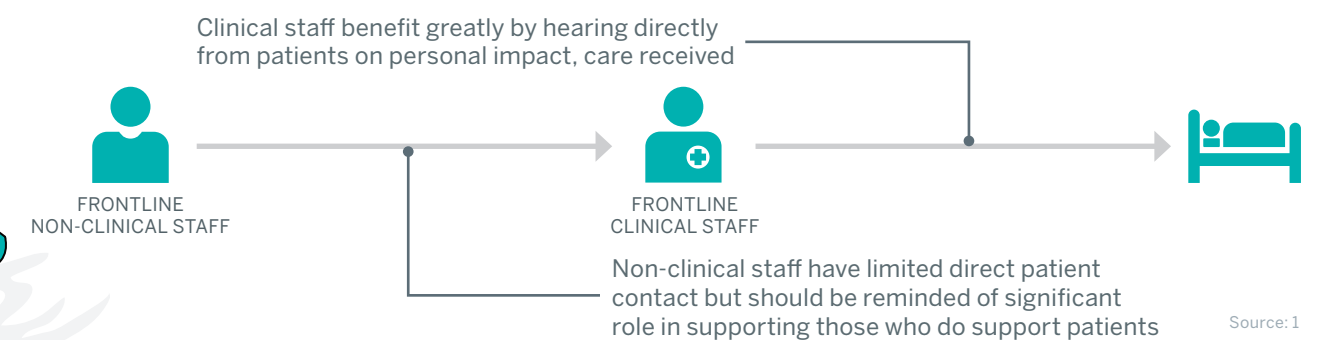 Clinical staff benefit greatly by hearing directly
from patients on personal impact, care received
FRONTLINE
NON-CLINICAL STAFF
FRONTLINE
CLINICAL STAFF
Non-clinical staff have limited direct patient
contact but should be reminded of significant
role in supporting those who do support patients
Source: 1